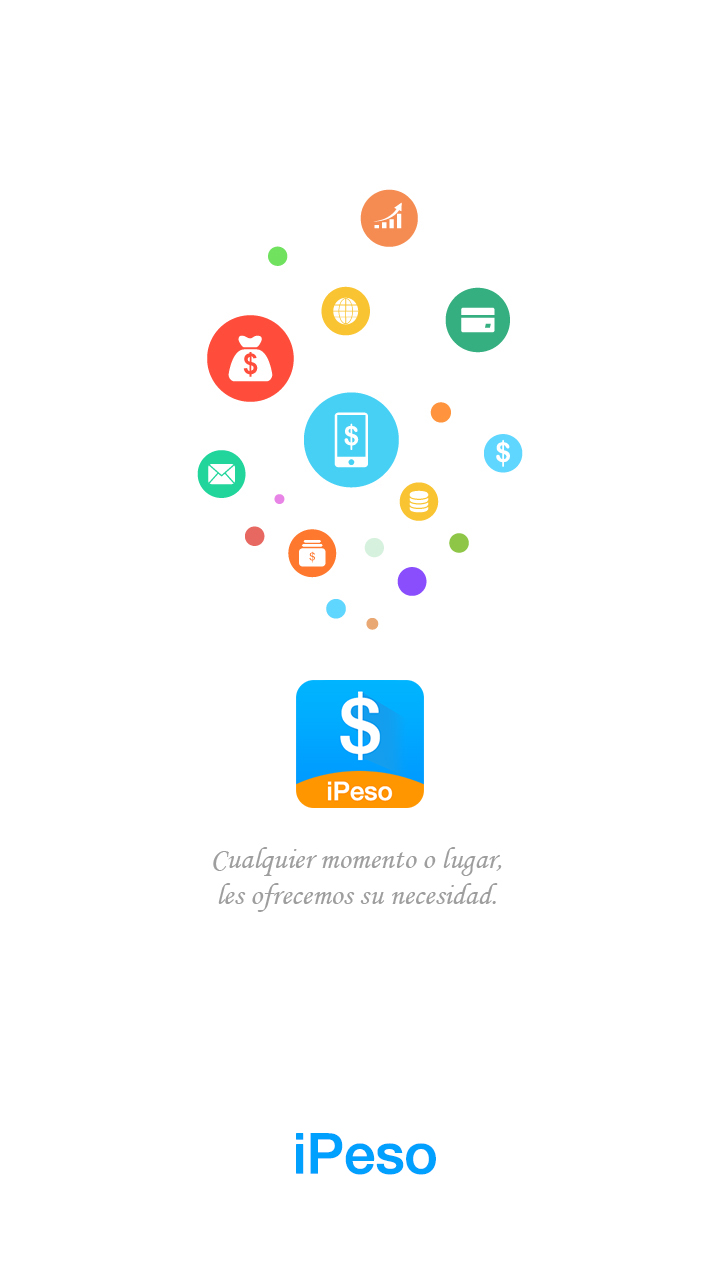 $
$
$
$
$
iPeso
Cualquier momento o lugar,
les ofrecemos su necesidad.
iPeso